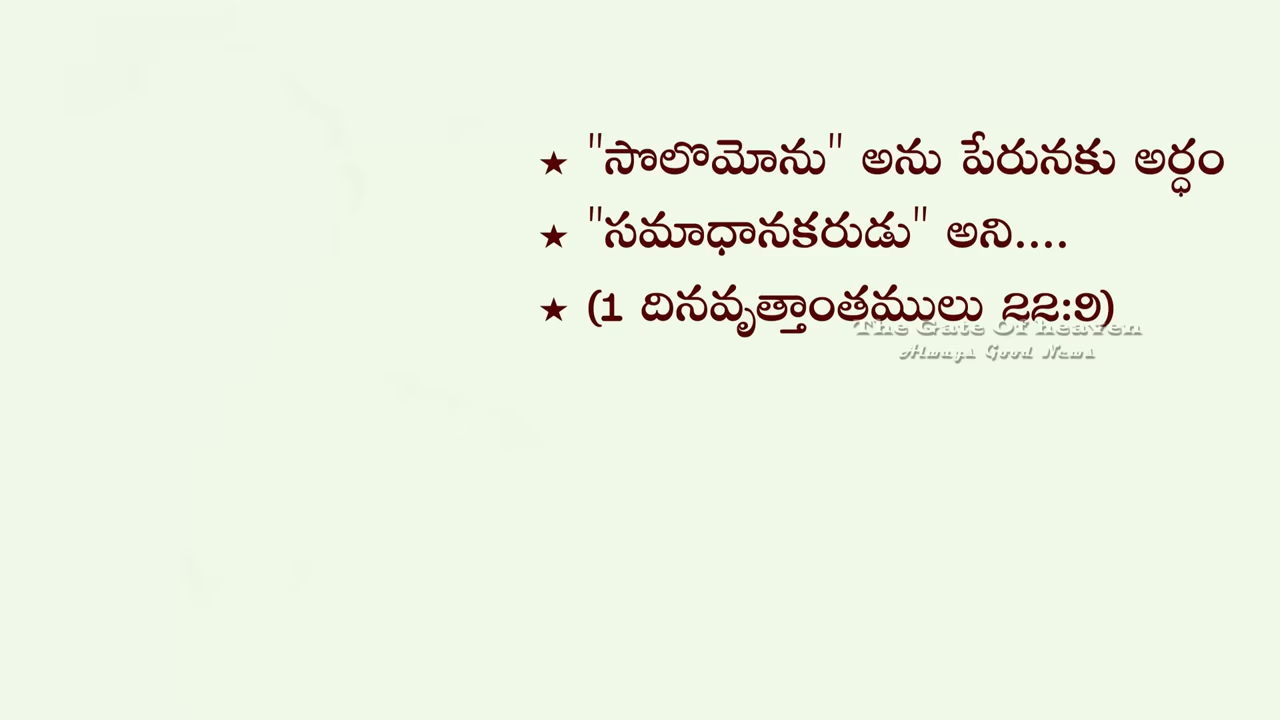 ★ "సొలొమోను" అను పేరునకు అర్ధం
★ "సమాధానకరుడు" అని....
★ (1 దినవృత్తాంతములు 22:9)
The Gate Of heaven
Always Good News